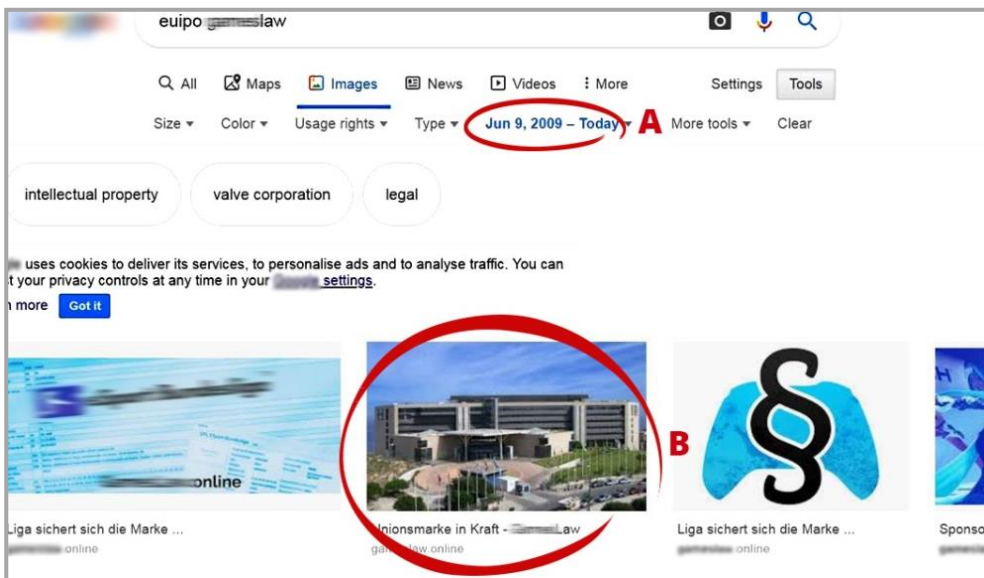 euipo law
All Maps Images News Videos More Settings Tools
Size Color Usage rights Type Jun 9, 2009 – Today A More tools Clear
intellectual property valve corporation legal
uses cookies to deliver its services, to personalise ads and to analyse traffic. You can
your privacy controls at any time in your settings.
more Got it
B
§
online
Liga sichert sich die Marke ... Unionsmarke in Kraft - Law Liga sichert sich die Marke ...
online online online